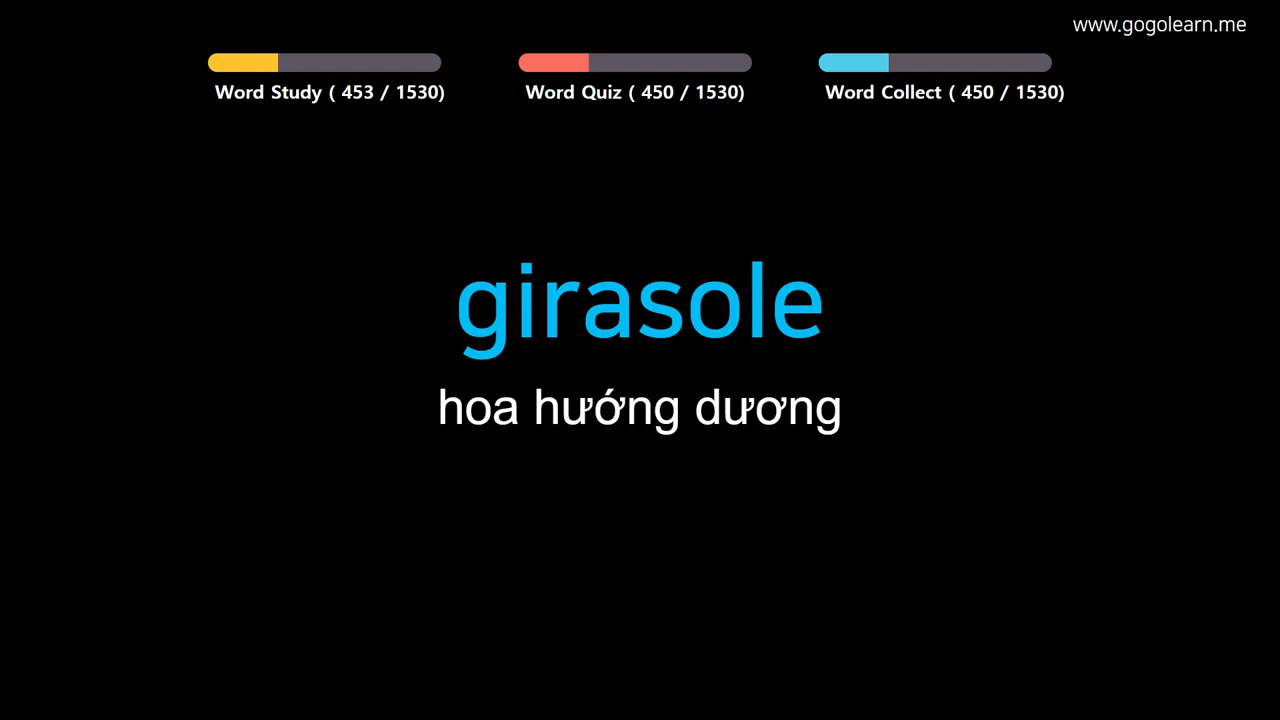 www.gogolearn.me
Word Study ( 453 / 1530)
Word Quiz ( 450 / 1530)
Word Collect ( 450 / 1530)
girasole
hoa hướng dương